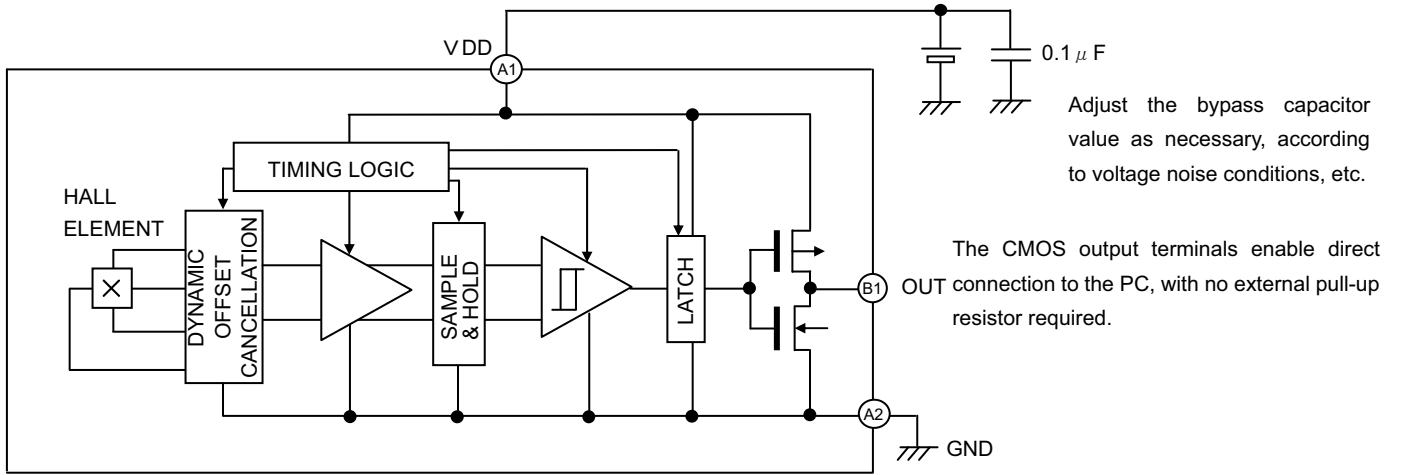 VDD
A1
0.1 μ F
Adjust the bypass capacitor
value as necessary, according
to voltage noise conditions, etc.
TIMING LOGIC
HALL
ELEMENT
DYNAMIC
OFFSET
CANCELLATION
SAMPLE
& HOLD
LATCH
B1
OUT
The CMOS output terminals enable direct
connection to the PC, with no external pull-up
resistor required.
A2
GND